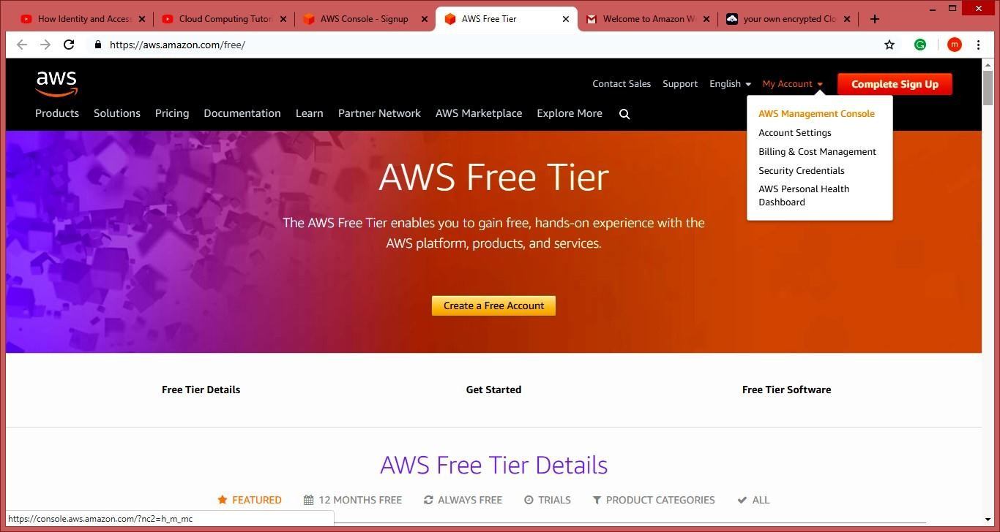 How Identity and Access
Cloud Computing Tutori
AWS Console - Signup
AWS Free Tier
Welcome to Amazon W
your own encrypted Clo
https://aws.amazon.com/free/
m
aws
Contact Sales
Support
English
My Account
Complete Sign Up
Products
Solutions
Pricing
Documentation
Learn
Partner Network
AWS Marketplace
Explore More
AWS Management Console
Account Settings
Billing & Cost Management
Security Credentials
AWS Personal Health
Dashboard
AWS Free Tier
The AWS Free Tier enables you to gain free, hands-on experience with the
AWS platform, products, and services.
Create a Free Account
Free Tier Details
Get Started
Free Tier Software
AWS Free Tier Details
FEATURED
12 MONTHS FREE
ALWAYS FREE
TRIALS
PRODUCT CATEGORIES
ALL
https://console.aws.amazon.com/?nc2=h_m_mc